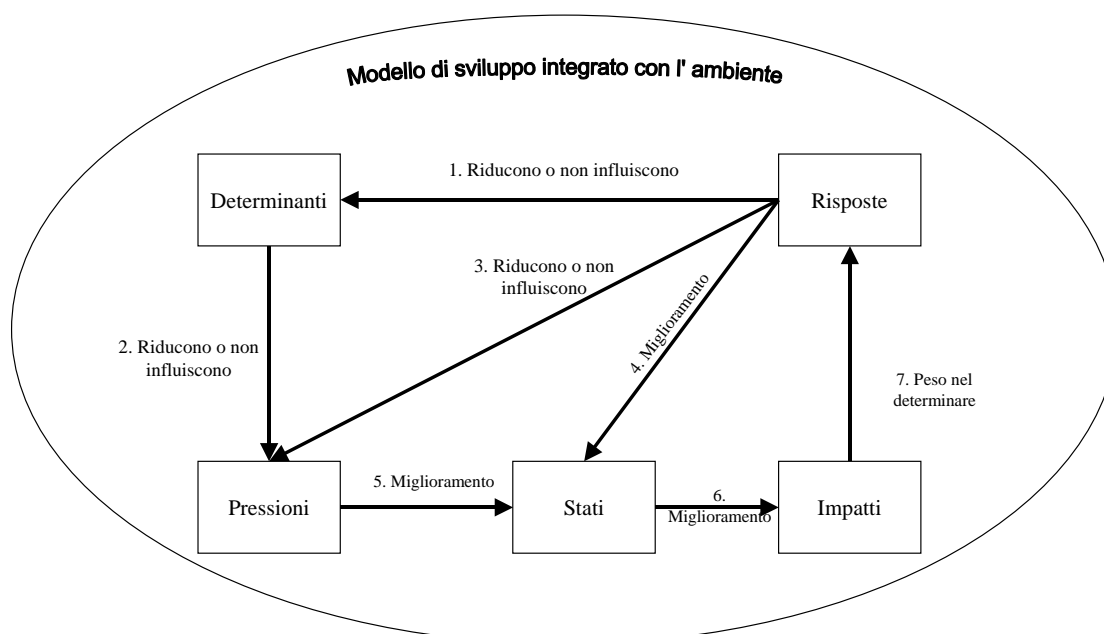 Modello di sviluppo integrato con l' ambiente
1. Riducono o non influiscono
Determinanti
Risposte
3. Riducono o non
influiscono
4. Miglioramento
2. Riducono o non
influiscono
7. Peso nel
determinare
Pressioni
5. Miglioramento
Stati
6.
Miglioramento
Impatti